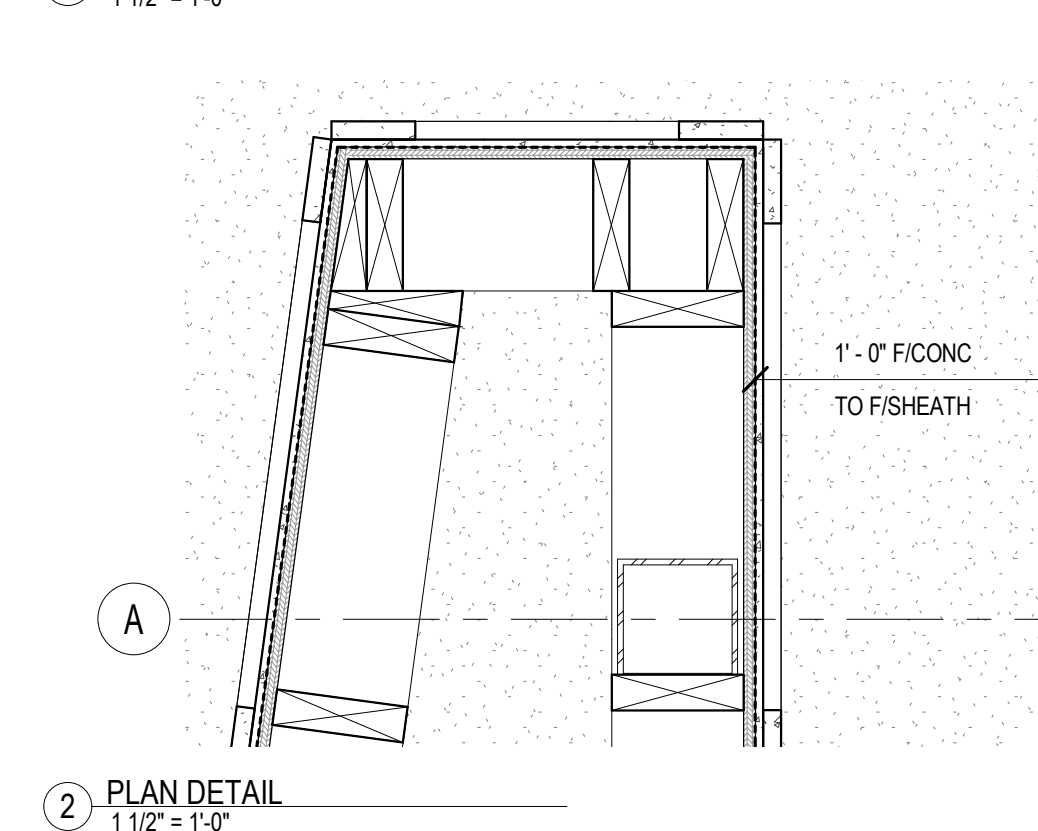 1 1/2" = 1'-0"
1' - 0" F/CONC
TO F/SHEATH
A
2 PLAN DETAIL
1 1/2" = 1'-0"